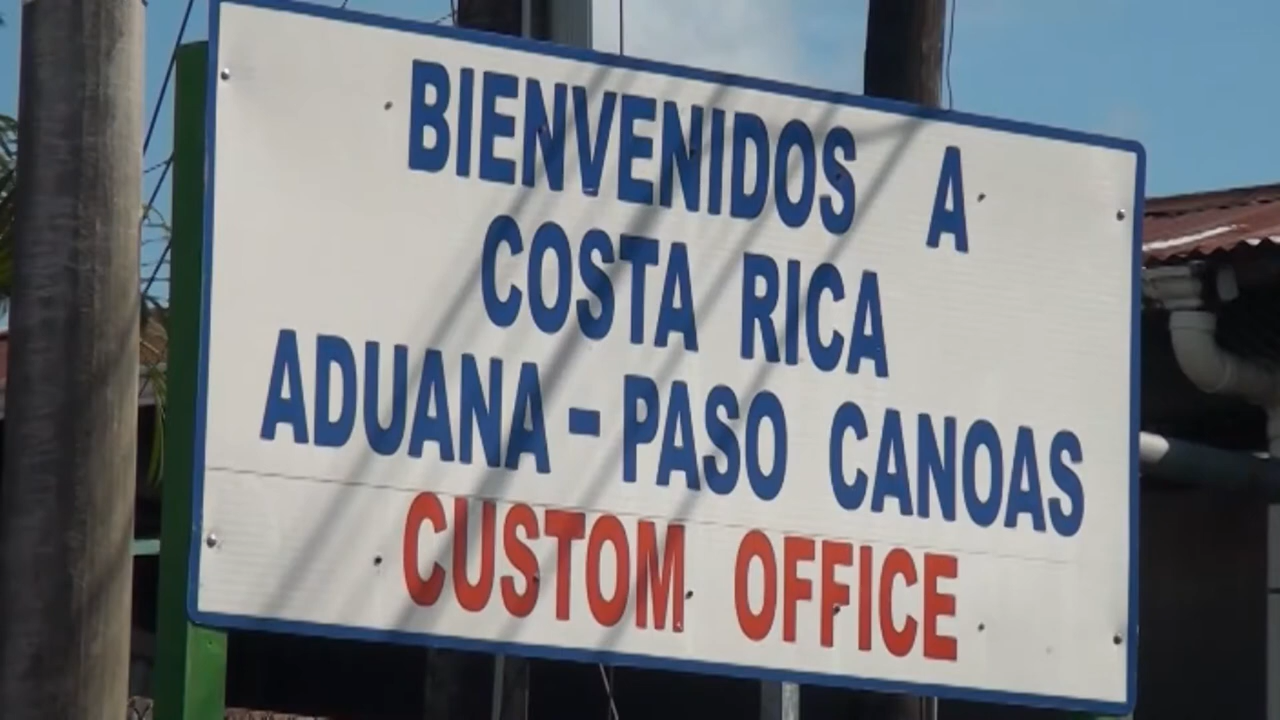 BIENVENIDOS A
COSTA RICA
ADUANA - PASO CANOAS
CUSTOM OFFICE